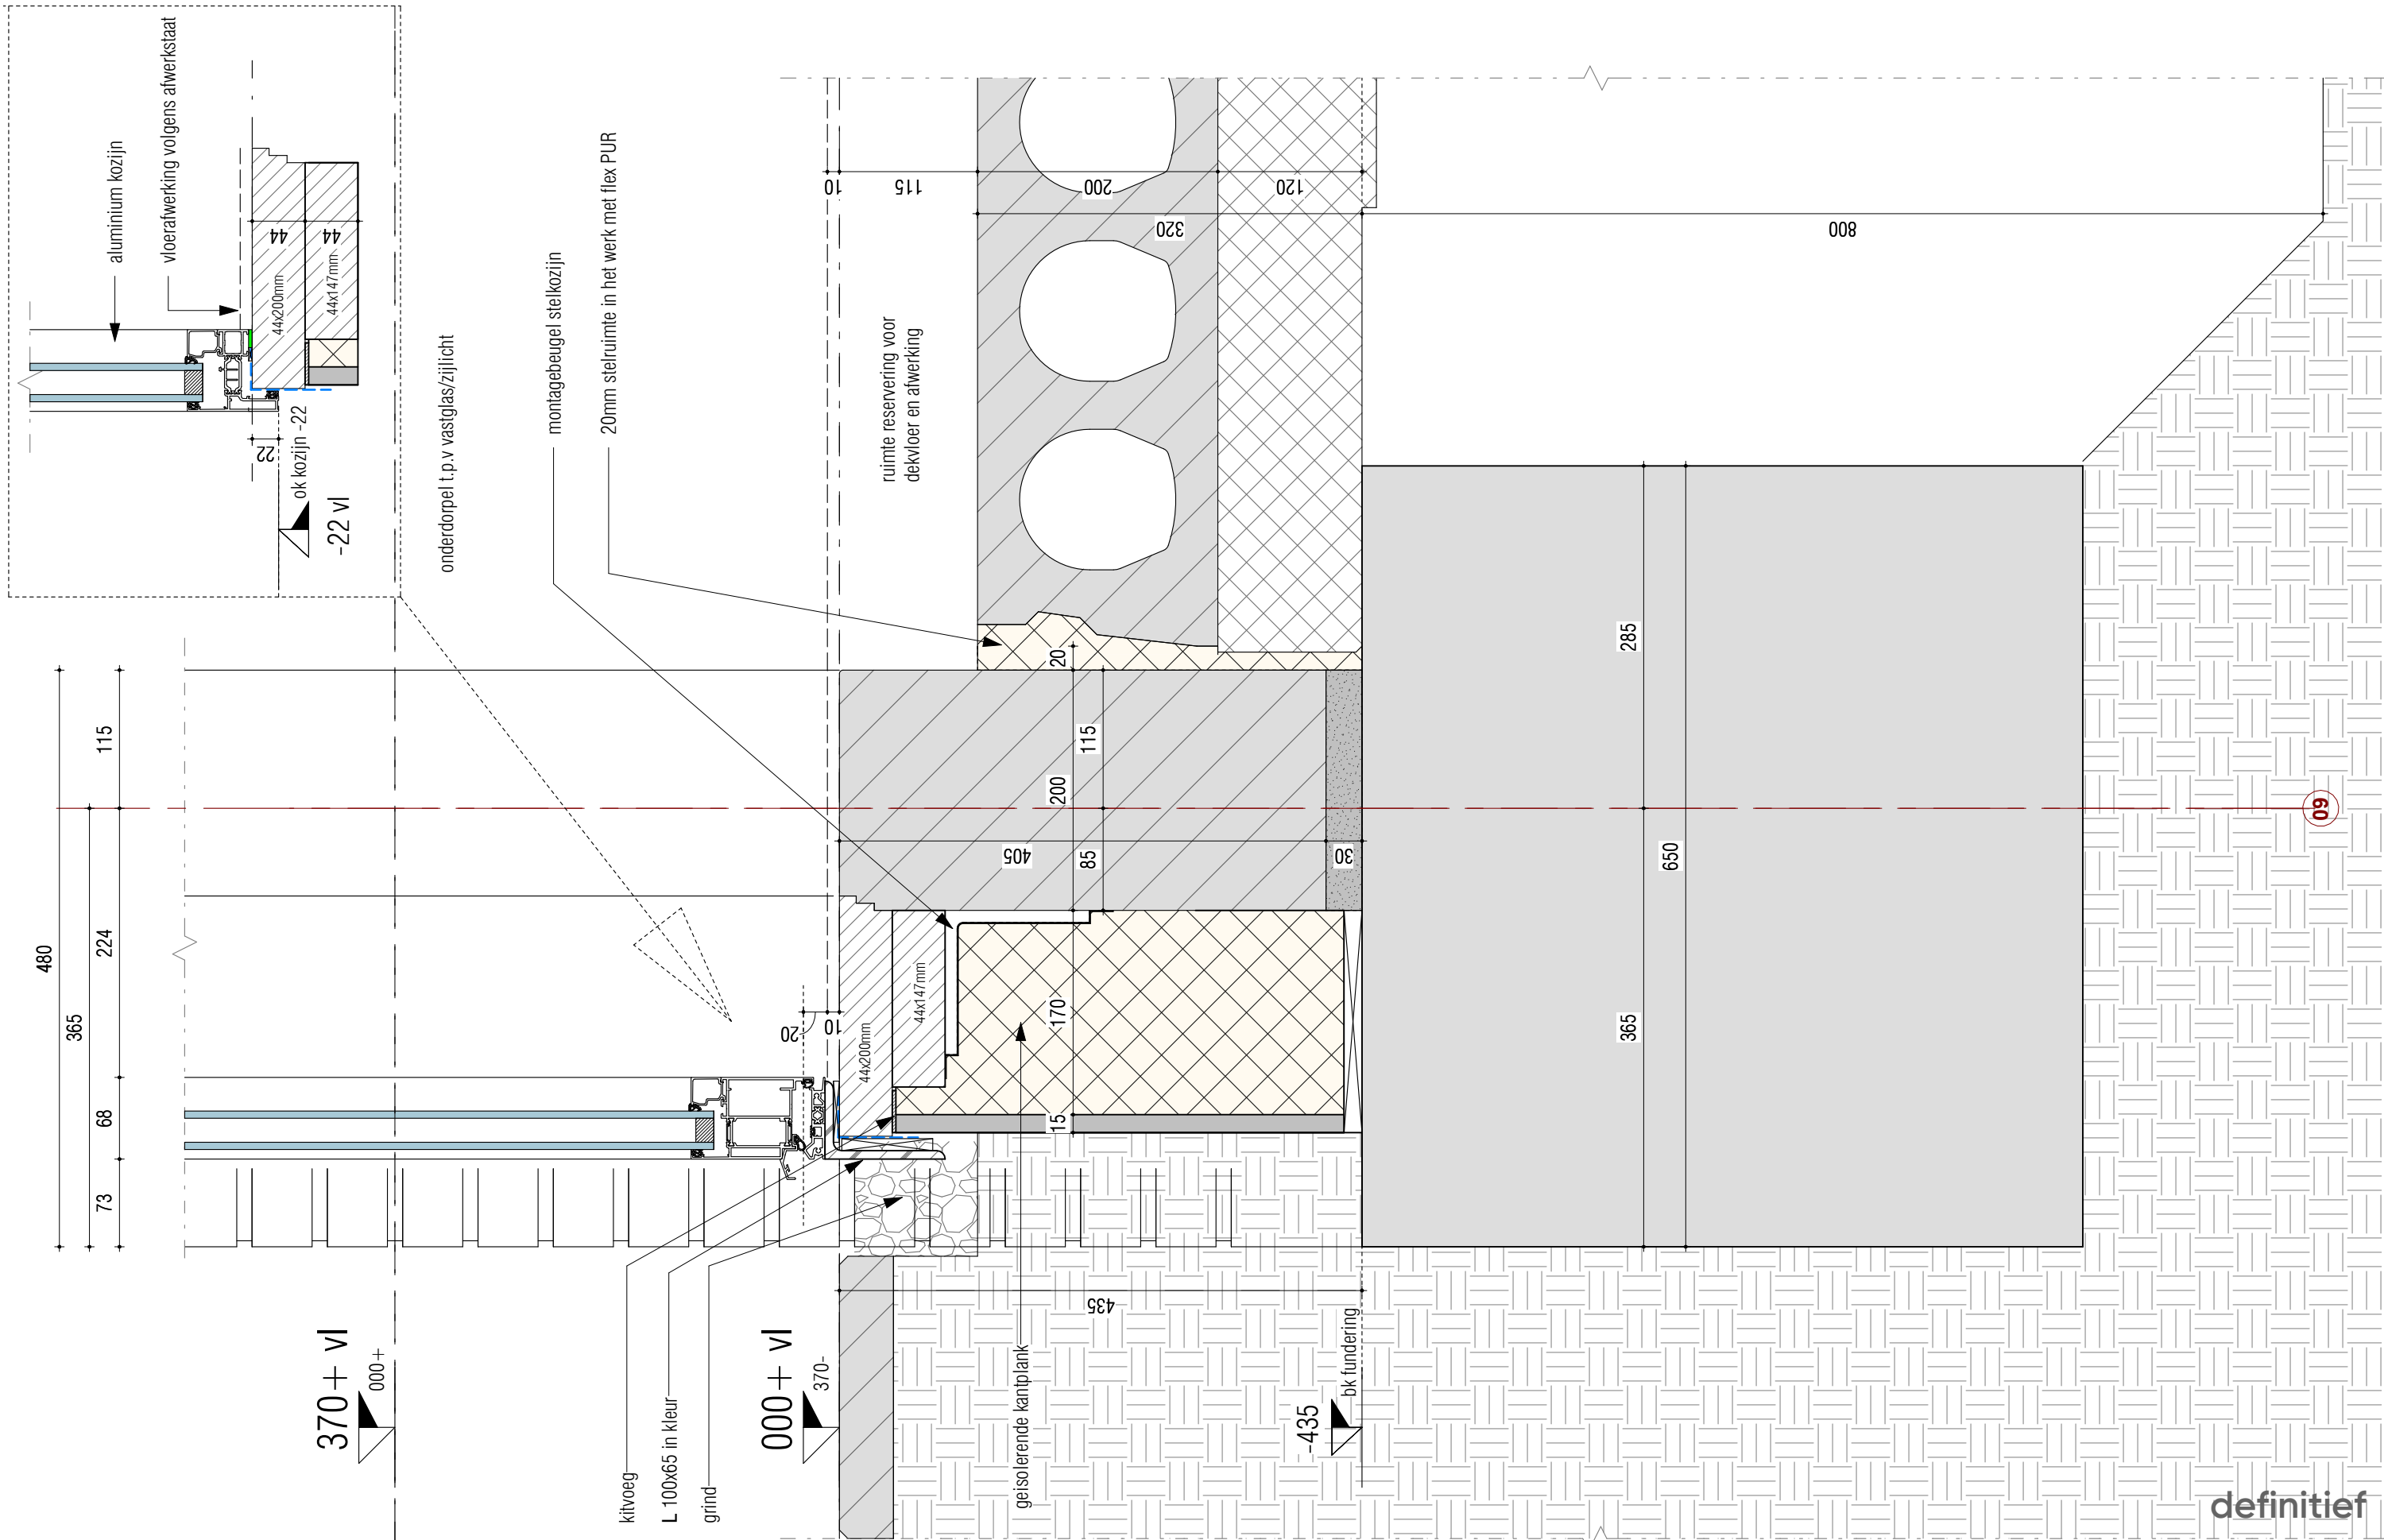 aluminium kozijn
vloerafwerking volgens afwerkstaat
44
44
44x200mm
44x147mm
22
ok kozijn -22
-22 vl
onderdorpel t.p.v vastglas/zijlicht
montagebeugel stelkozijn
20mm stelruimte in het werk met flex PUR
ruimte reservering voor
dekvloer en afwerking
10
115
200
120
320
800
480
365
115
224
68
73
20
10
20
115
200
85
405
30
170
15
44x200mm
44x147mm
285
650
365
09
435
370+ vl
000+
000+ vl
370-
-435
bk fundering
kitvoeg
L 100x65 in kleur
grind
geisolerende kantplank
definitief